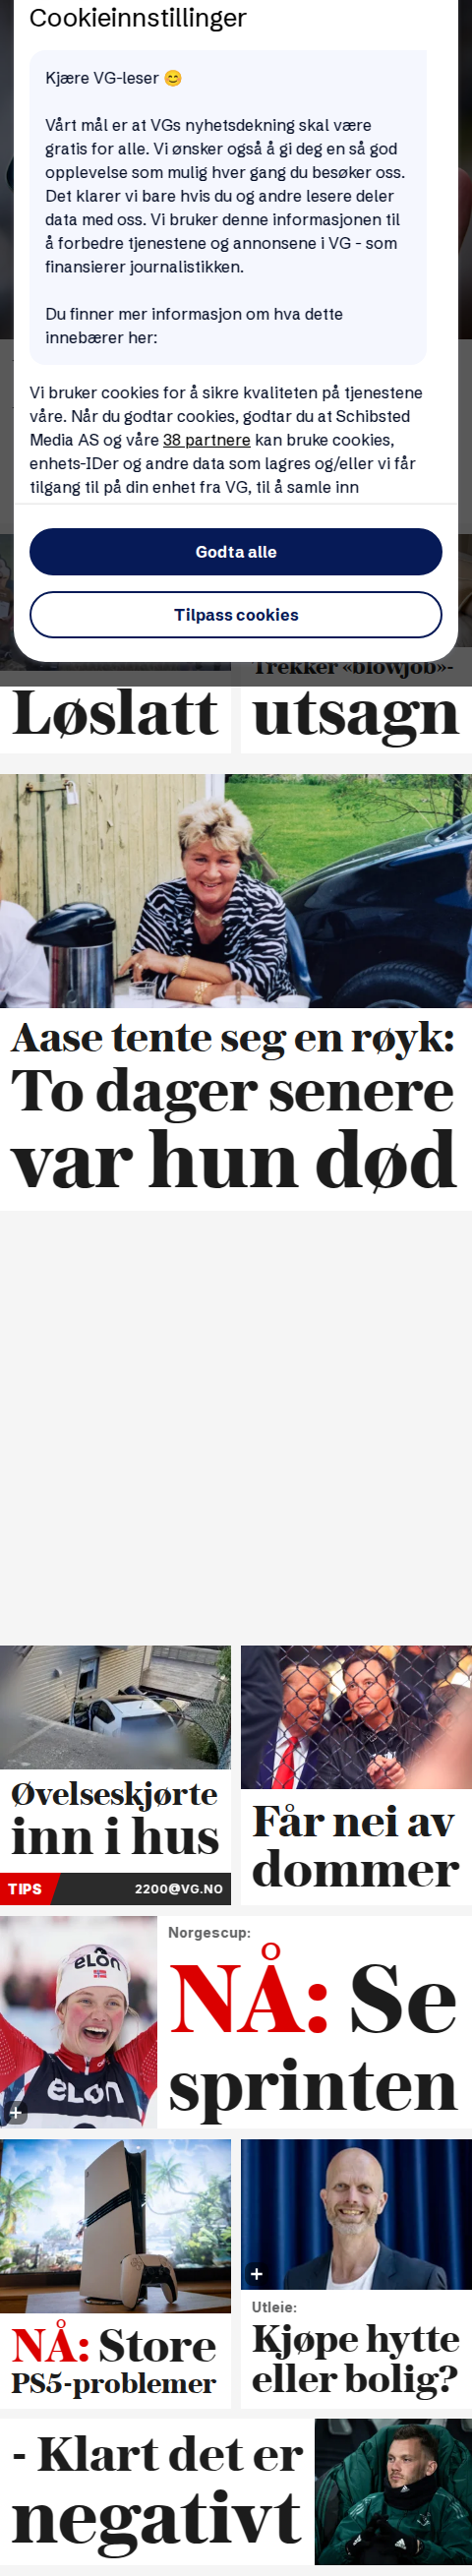 Cookieinnstillinger
Kjære VG-leser 😊
Vårt mål er at VGs nyhetsdekning skal være
gratis for alle. Vi ønsker også å gi deg en så god
opplevelse som mulig hver gang du besøker oss.
Det klarer vi bare hvis du og andre lesere deler
data med oss. Vi bruker denne informasjonen til
å forbedre tjenestene og annonsene i VG - som
finansierer journalistikken.
Du finner mer informasjon om hva dette
innebærer her:
Vi bruker cookies for å sikre kvaliteten på tjenestene
våre. Når du godtar cookies, godtar du at Schibsted
Media AS og våre 38 partnere kan bruke cookies,
enhets-IDer og andre data som lagres og/eller vi får
tilgang til på din enhet fra VG, til å samle inn
Godta alle
Tilpass cookies
Løslatt
Trekker «blowjob»-
utsagn
Aase tente seg en røyk:
To dager senere
var hun død
Øvelseskjørte
inn i hus
TIPS 2200@VG.NO
Får nei av
dommer
elon
elon
Norgescup:
NÅ: Se
sprinten
NÅ: Store
PS5-problemer
Utleie:
Kjøpe hytte
eller bolig?
- Klart det er
negativt